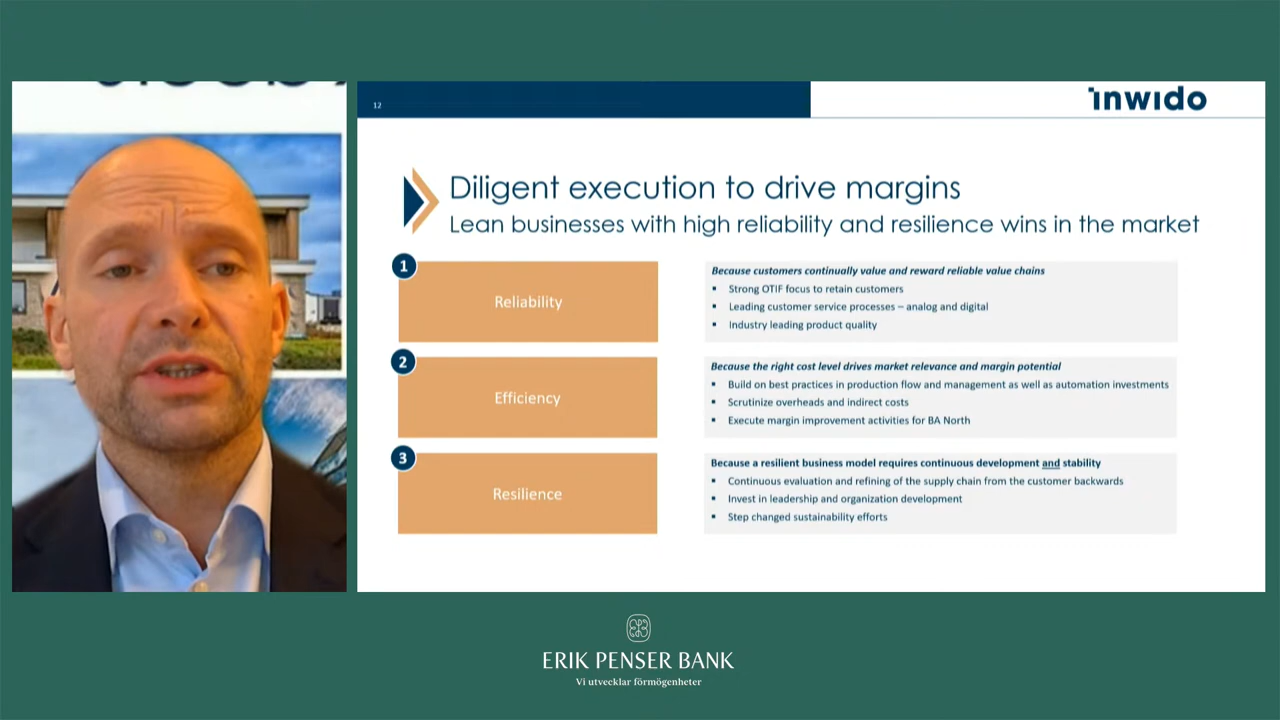 12
inwido
Diligent execution to drive margins
Lean businesses with high reliability and resilience wins in the market
1
Reliability
Because customers continually value and reward reliable value chains
Strong OTIF focus to retain customers
Leading customer service processes – analog and digital
Industry leading product quality
2
Efficiency
Because the right cost level drives market relevance and margin potential
Build on best practices in production flow and management as well as automation investments
Scrutinize overheads and indirect costs
Execute margin improvement activities for BA North
3
Resilience
Because a resilient business model requires continuous development and stability
Continuous evaluation and refining of the supply chain from the customer backwards
Invest in leadership and organization development
Step changed sustainability efforts
ERIK PENSER BANK
Vi utvecklar förmögenheter